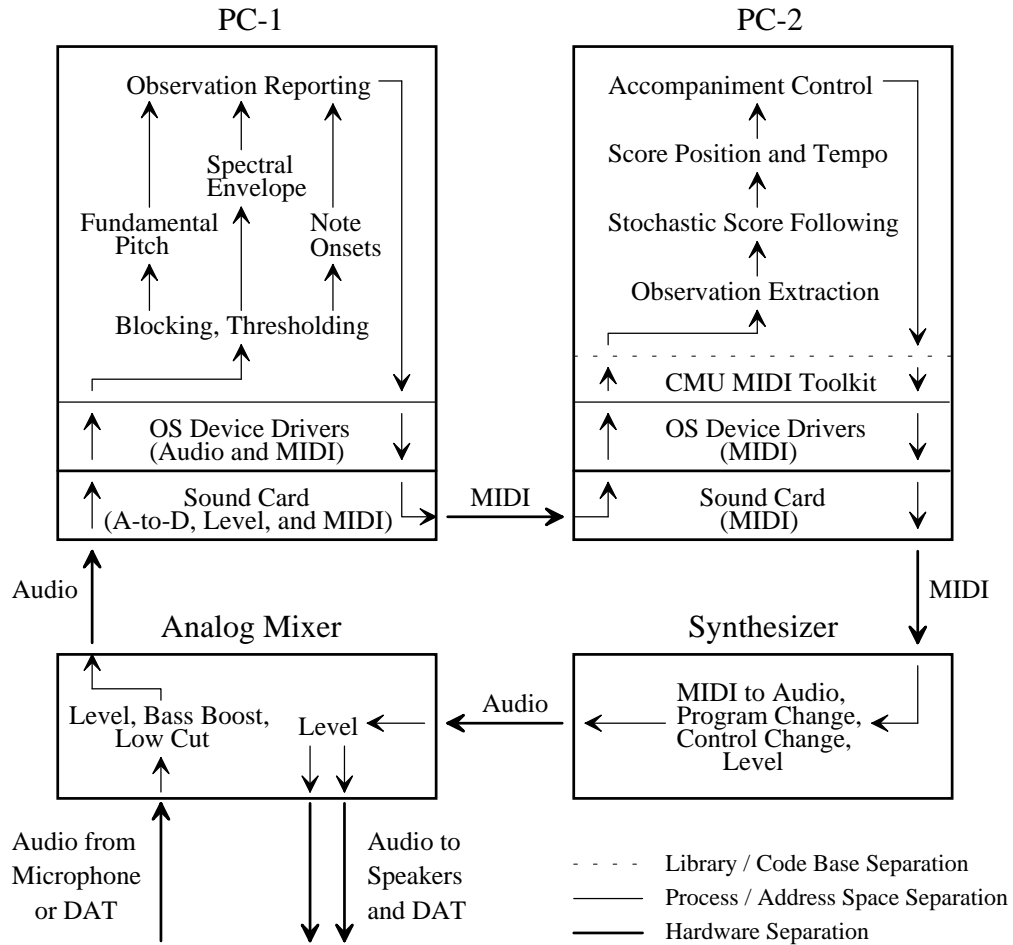 PC-1
Observation Reporting
Spectral
Envelope
Fundamental
Pitch
Note
Onsets
Blocking, Thresholding
OS Device Drivers
(Audio and MIDI)
Sound Card
(A-to-D, Level, and MIDI)
MIDI
PC-2
Accompaniment Control
Score Position and Tempo
Stochastic Score Following
Observation Extraction
CMU MIDI Toolkit
OS Device Drivers
(MIDI)
Sound Card
(MIDI)
Audio
MIDI
Analog Mixer
Level, Bass Boost,
Low Cut
Level
Audio
Synthesizer
MIDI to Audio,
Program Change,
Control Change,
Level
Audio from
Microphone
or DAT
Audio to
Speakers
and DAT
Library / Code Base Separation
Process / Address Space Separation
Hardware Separation